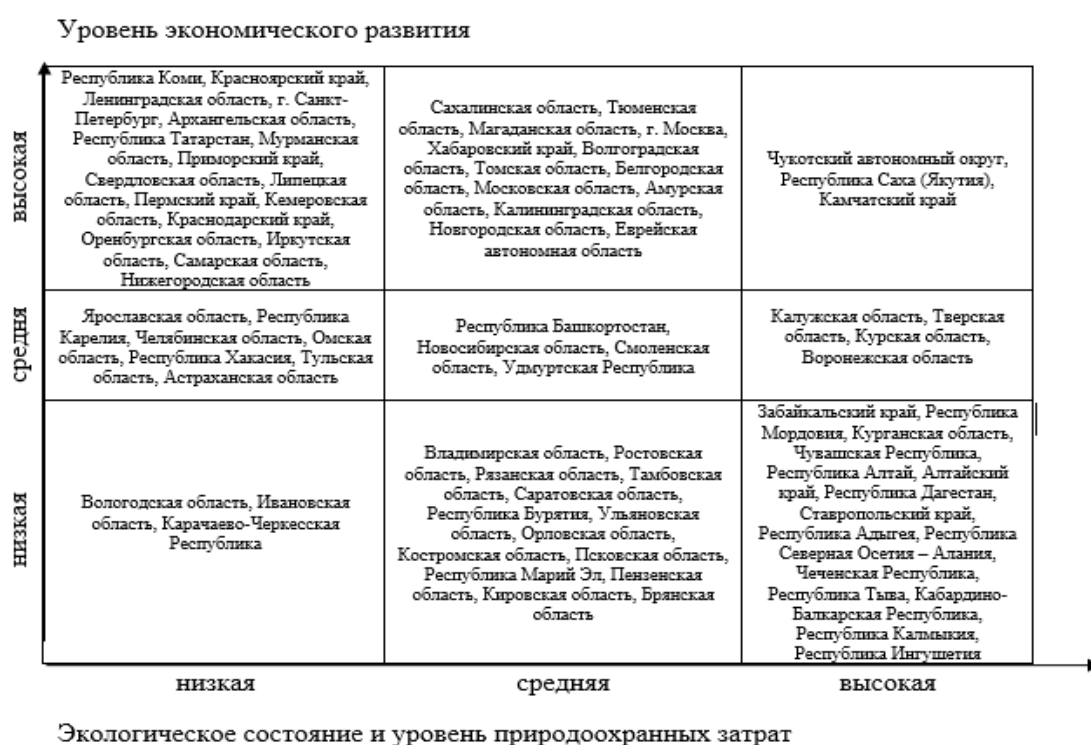 Уровень экономического развития
высокая
Республика Коми, Красноярский край,
Ленинградская область, г. Санкт-
Петербург, Архангельская область,
Республика Татарстан, Мурманская
область, Приморский край,
Свердловская область, Липецкая
область, Пермский край, Кемеровская
область, Краснодарский край,
Оренбургская область, Иркутская
область, Самарская область,
Нижегородская область
Сахалинская область, Тюменская
область, Магаданская область, г. Москва,
Хабаровский край, Волгоградская
область, Томская область, Белгородская
область, Московская область, Амурская
область, Калининградская область,
Новгородская область, Еврейская
автономная область
Чукотский автономный округ,
Республика Саха (Якутия),
Камчатский край
средня
Ярославская область, Республика
Карелия, Челябинская область, Омская
область, Республика Хакасия, Тульская
область, Астраханская область
Республика Башкортостан,
Новосибирская область, Смоленская
область, Удмуртская Республика
Калужская область, Тверская
область, Курская область,
Воронежская область
низкая
Вологодская область, Ивановская
область, Карачаево-Черкесская
Республика
Владимирская область, Ростовская
область, Рязанская область, Тамбовская
область, Саратовская область,
Республика Бурятия, Ульяновская
область, Орловская область,
Костромская область, Псковская область,
Республика Марий Эл, Пензенская
область, Кировская область, Брянская
область
Забайкальский край, Республика
Мордовия, Курганская область,
Чувашская Республика,
Республика Алтай, Алтайский
край, Республика Дагестан,
Ставропольский край,
Республика Адыгея, Республика
Северная Осетия – Алания,
Чеченская Республика,
Республика Тыва, Кабардино-
Балкарская Республика,
Республика Калмыкия,
Республика Ингушетия
низкая
средняя
высокая
Экологическое состояние и уровень природоохранных затрат